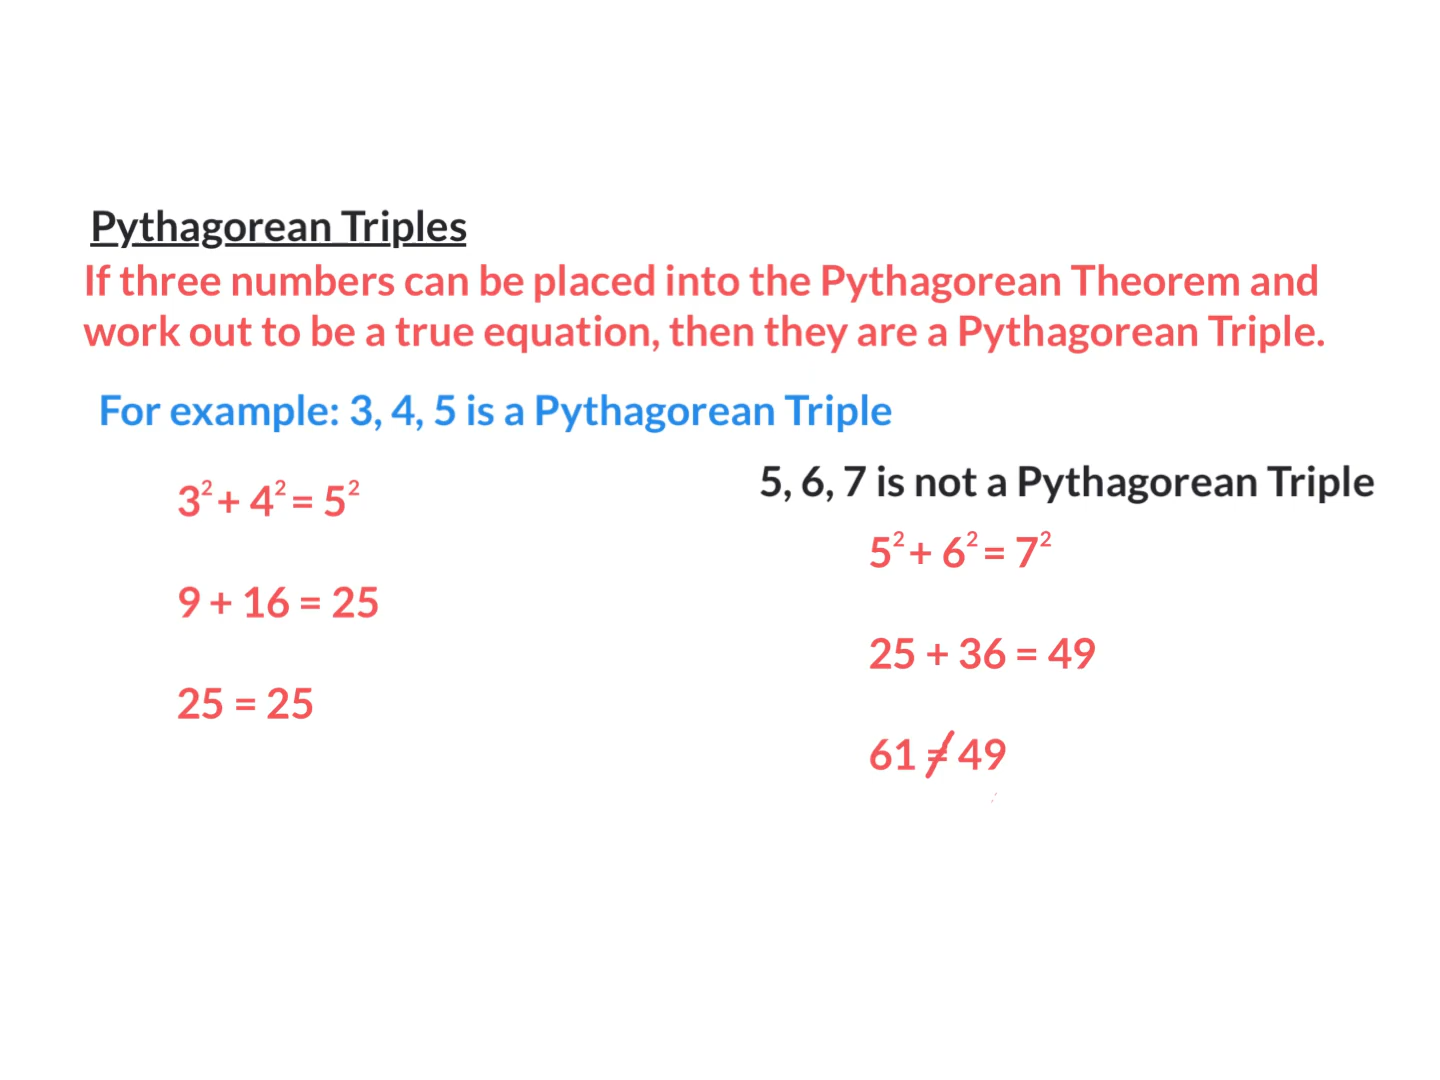 Pythagorean Triples
If three numbers can be placed into the Pythagorean Theorem and
work out to be a true equation, then they are a Pythagorean Triple.
For example: 3, 4, 5 is a Pythagorean Triple
3² + 4² = 5²
9 + 16 = 25
25 = 25
5, 6, 7 is not a Pythagorean Triple
5² + 6² = 7²
25 + 36 = 49
61 ≠ 49